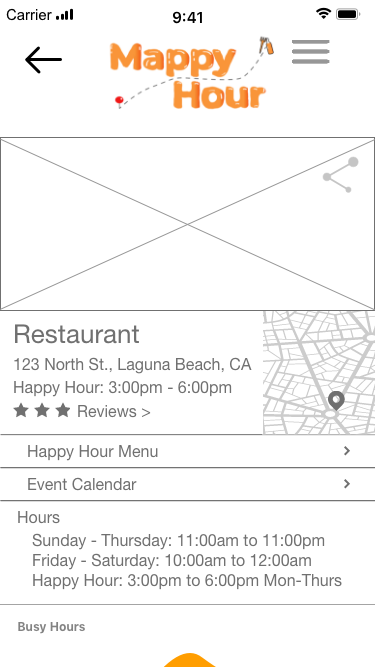 Carrier
9:41
Mappy
Hour
Restaurant
123 North St., Laguna Beach, CA
Happy Hour: 3:00pm - 6:00pm
Reviews >
Happy Hour Menu
Event Calendar
Hours
Sunday - Thursday: 11:00am to 11:00pm
Friday - Saturday: 10:00am to 12:00am
Happy Hour: 3:00pm to 6:00pm Mon-Thurs
Busy Hours